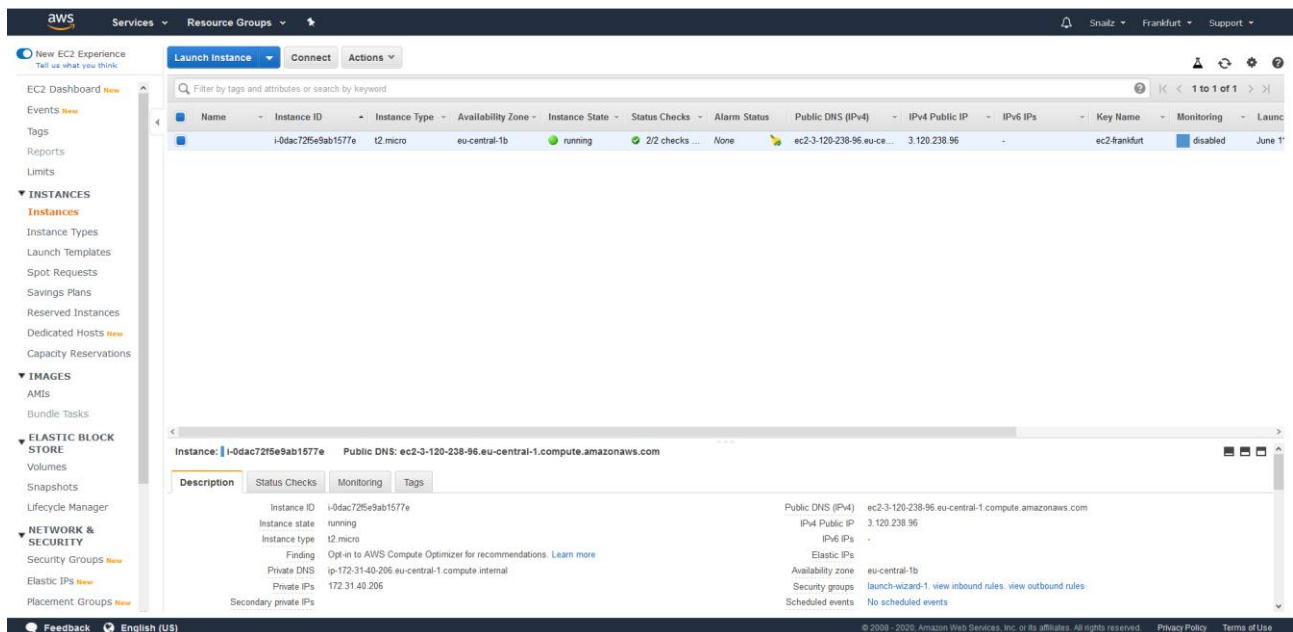 aws Services Resource Groups Snailz Frankfurt Support
New EC2 Experience
Tell us what you think
EC2 Dashboard New
Events New
Tags
Reports
Limits
INSTANCES
Instances
Instance Types
Launch Templates
Spot Requests
Savings Plans
Reserved Instances
Dedicated Hosts New
Capacity Reservations
IMAGES
AMIs
Bundle Tasks
ELASTIC BLOCK
STORE
Volumes
Snapshots
Lifecycle Manager
NETWORK &
SECURITY
Security Groups New
Elastic IPs New
Placement Groups New
Launch Instance Connect Actions
Filter by tags and attributes or search by keyword 1 to 1 of 1
Name Instance ID Instance Type Availability Zone Instance State Status Checks Alarm Status Public DNS (IPv4) IPv4 Public IP IPv6 IPs Key Name Monitoring Launc
i-0dac72f5e9ab1577e t2.micro eu-central-1b running 2/2 checks ... None ec2-3-120-238-96.eu-ce... 3.120.238.96 - ec2-frankfurt disabled June 1
Instance: i-0dac72f5e9ab1577e Public DNS: ec2-3-120-238-96.eu-central-1.compute.amazonaws.com
Description Status Checks Monitoring Tags
Instance ID i-0dac72f5e9ab1577e Public DNS (IPv4) ec2-3-120-238-96.eu-central-1.compute.amazonaws.com
Instance state running IPv4 Public IP 3.120.238.96
Instance type t2.micro IPv6 IPs -
Finding Opt-in to AWS Compute Optimizer for recommendations. Learn more Elastic IPs
Private DNS ip-172-31-40-206.eu-central-1.compute.internal Availability zone eu-central-1b
Private IPs 172.31.40.206 Security groups launch-wizard-1. view inbound rules. view outbound rules
Secondary private IPs Scheduled events No scheduled events
Feedback English (US) © 2008 - 2020, Amazon Web Services, Inc. or its affiliates. All rights reserved. Privacy Policy Terms of Use